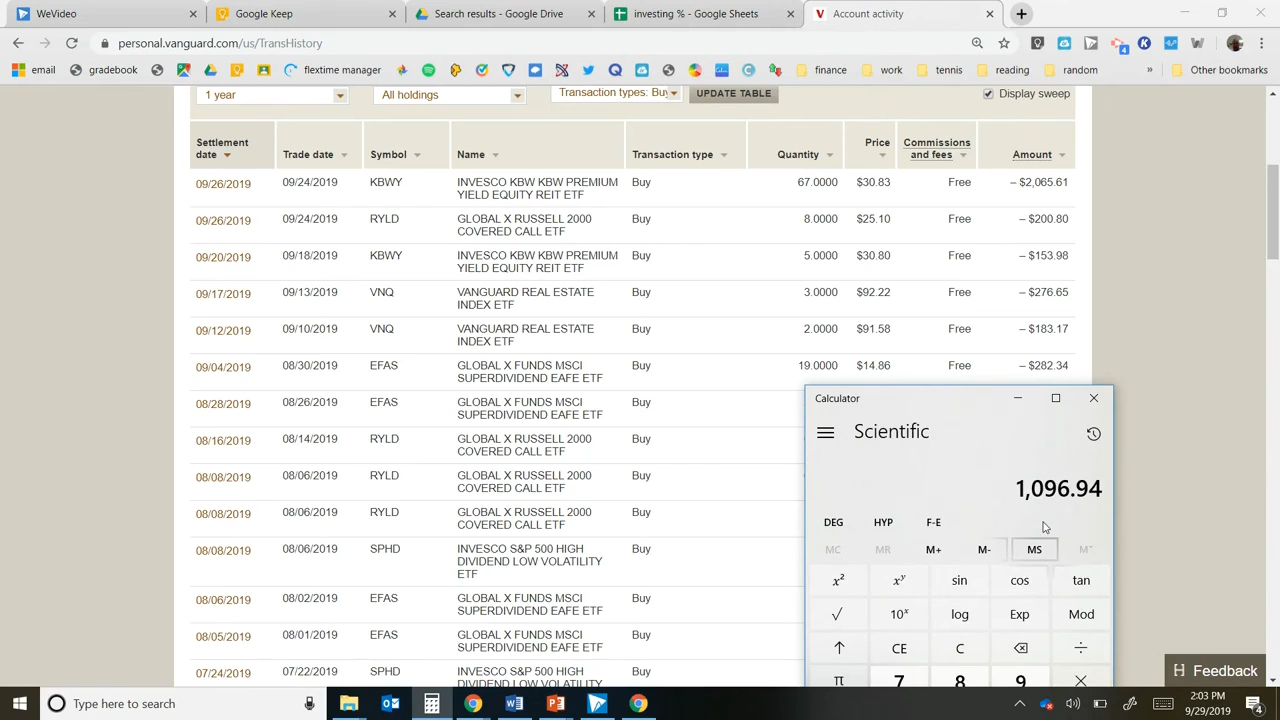 WeVideo
Google Keep
Search results - Google Drive
investing % - Google Sheets
Account activity
personal.vanguard.com/us/TransHistory
email
gradebook
flextime manager
finance
work
tennis
reading
random
»
Other bookmarks
1 year
All holdings
Transaction types: Buy
UPDATE TABLE
Display sweep
Settlement date
Trade date
Symbol
Name
Transaction type
Quantity
Price
Commissions and fees
Amount
09/26/2019 09/24/2019 KBWY INVESCO KBW KBW PREMIUM Buy 67.0000 $30.83 Free – $2,065.61
YIELD EQUITY REIT ETF
09/26/2019 09/24/2019 RYLD GLOBAL X RUSSELL 2000 Buy 8.0000 $25.10 Free – $200.80
COVERED CALL ETF
09/20/2019 09/18/2019 KBWY INVESCO KBW KBW PREMIUM Buy 5.0000 $30.80 Free – $153.98
YIELD EQUITY REIT ETF
09/17/2019 09/13/2019 VNQ VANGUARD REAL ESTATE Buy 3.0000 $92.22 Free – $276.65
INDEX ETF
09/12/2019 09/10/2019 VNQ VANGUARD REAL ESTATE Buy 2.0000 $91.58 Free – $183.17
INDEX ETF
09/04/2019 08/30/2019 EFAS GLOBAL X FUNDS MSCI Buy 19.0000 $14.86 Free – $282.34
SUPERDIVIDEND EAFE ETF
08/28/2019 08/26/2019 EFAS GLOBAL X FUNDS MSCI Buy
SUPERDIVIDEND EAFE ETF
08/16/2019 08/14/2019 RYLD GLOBAL X RUSSELL 2000 Buy
COVERED CALL ETF
08/08/2019 08/06/2019 RYLD GLOBAL X RUSSELL 2000 Buy
COVERED CALL ETF
08/08/2019 08/06/2019 RYLD GLOBAL X RUSSELL 2000 Buy
COVERED CALL ETF
08/08/2019 08/06/2019 SPHD INVESCO S&P 500 HIGH Buy
DIVIDEND LOW VOLATILITY
ETF
08/06/2019 08/02/2019 EFAS GLOBAL X FUNDS MSCI Buy
SUPERDIVIDEND EAFE ETF
08/05/2019 08/01/2019 EFAS GLOBAL X FUNDS MSCI Buy
SUPERDIVIDEND EAFE ETF
07/24/2019 07/22/2019 SPHD INVESCO S&P 500 HIGH Buy
DIVIDEND LOW VOLATILITY
Calculator
Scientific
1,096.94
DEG HYP F-E
MC MR M+ M- MS
x² xʸ sin cos tan
√ 10ˣ log Exp Mod
↑ CE C ÷
π 7 8 9 ×
Feedback
Type here to search
2:03 PM
9/29/2019
4